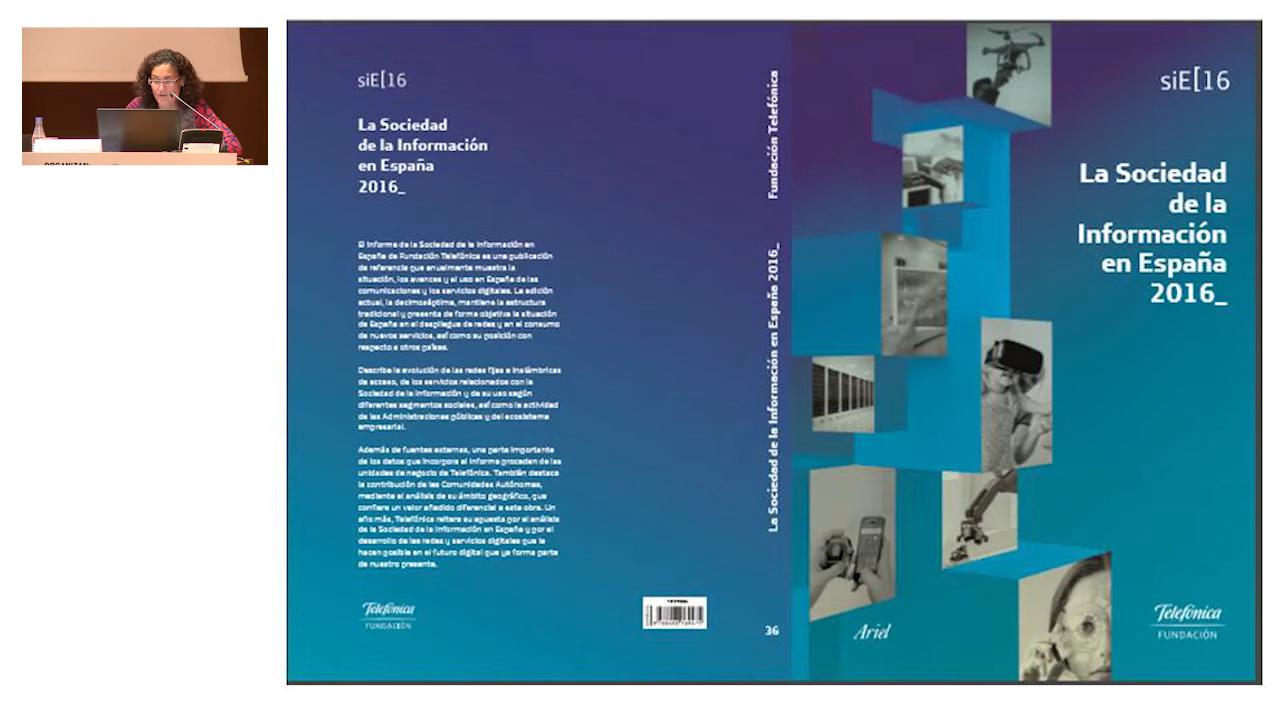 ORGANIZAN:
siE[16
La Sociedad
de la Información
en España
2016_
El Informe de la Sociedad de la Información en
España de Fundación Telefónica es una publicación
de referencia que anualmente muestra la
situación, los avances y el uso en España de las
comunicaciones y los servicios digitales. La edición
actual, la decimoséptima, mantiene la estructura
tradicional y presenta de forma objetiva la situación
de España en el despliegue de redes y en el consumo
de nuevos servicios, así como su posición con
respecto a otros países.
Describe la evolución de las redes fijas e inalámbricas
de acceso, de los servicios relacionados con la
Sociedad de la Información y de su uso según
diferentes segmentos sociales, así como la actividad
de las Administraciones públicas y del ecosistema
empresarial.
Además de fuentes externas, una parte importante
de los datos que incorpora el informe proceden de las
unidades de negocio de Telefónica. También destaca
la contribución de las Comunidades Autónomas,
mediante el análisis de su ámbito geográfico, que
confiere un valor añadido diferencial a esta obra. Un
año más, Telefónica reitera su apuesta por el análisis
de la Sociedad de la Información en España y por el
desarrollo de las redes y servicios digitales que la
hacen posible en el futuro digital que ya forma parte
de nuestro presente.
Telefónica
FUNDACIÓN
Fundación Telefónica
La Sociedad de la Información en España 2016_
36
siE[16
La Sociedad
de la
Información
en España
2016_
Ariel
Telefónica
FUNDACIÓN